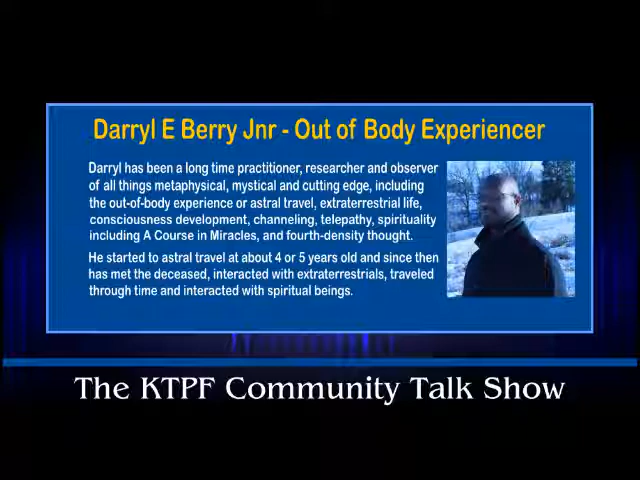 Darryl E Berry Jnr - Out of Body Experiencer
Darryl has been a long time practitioner, researcher and observer
of all things metaphysical, mystical and cutting edge, including
the out-of-body experience or astral travel, extraterrestrial life,
consciousness development, channeling, telepathy, spirituality
including A Course in Miracles, and fourth-density thought.
He started to astral travel at about 4 or 5 years old and since then
has met the deceased, interacted with extraterrestrials, traveled
through time and interacted with spiritual beings.
The KTPF Community Talk Show